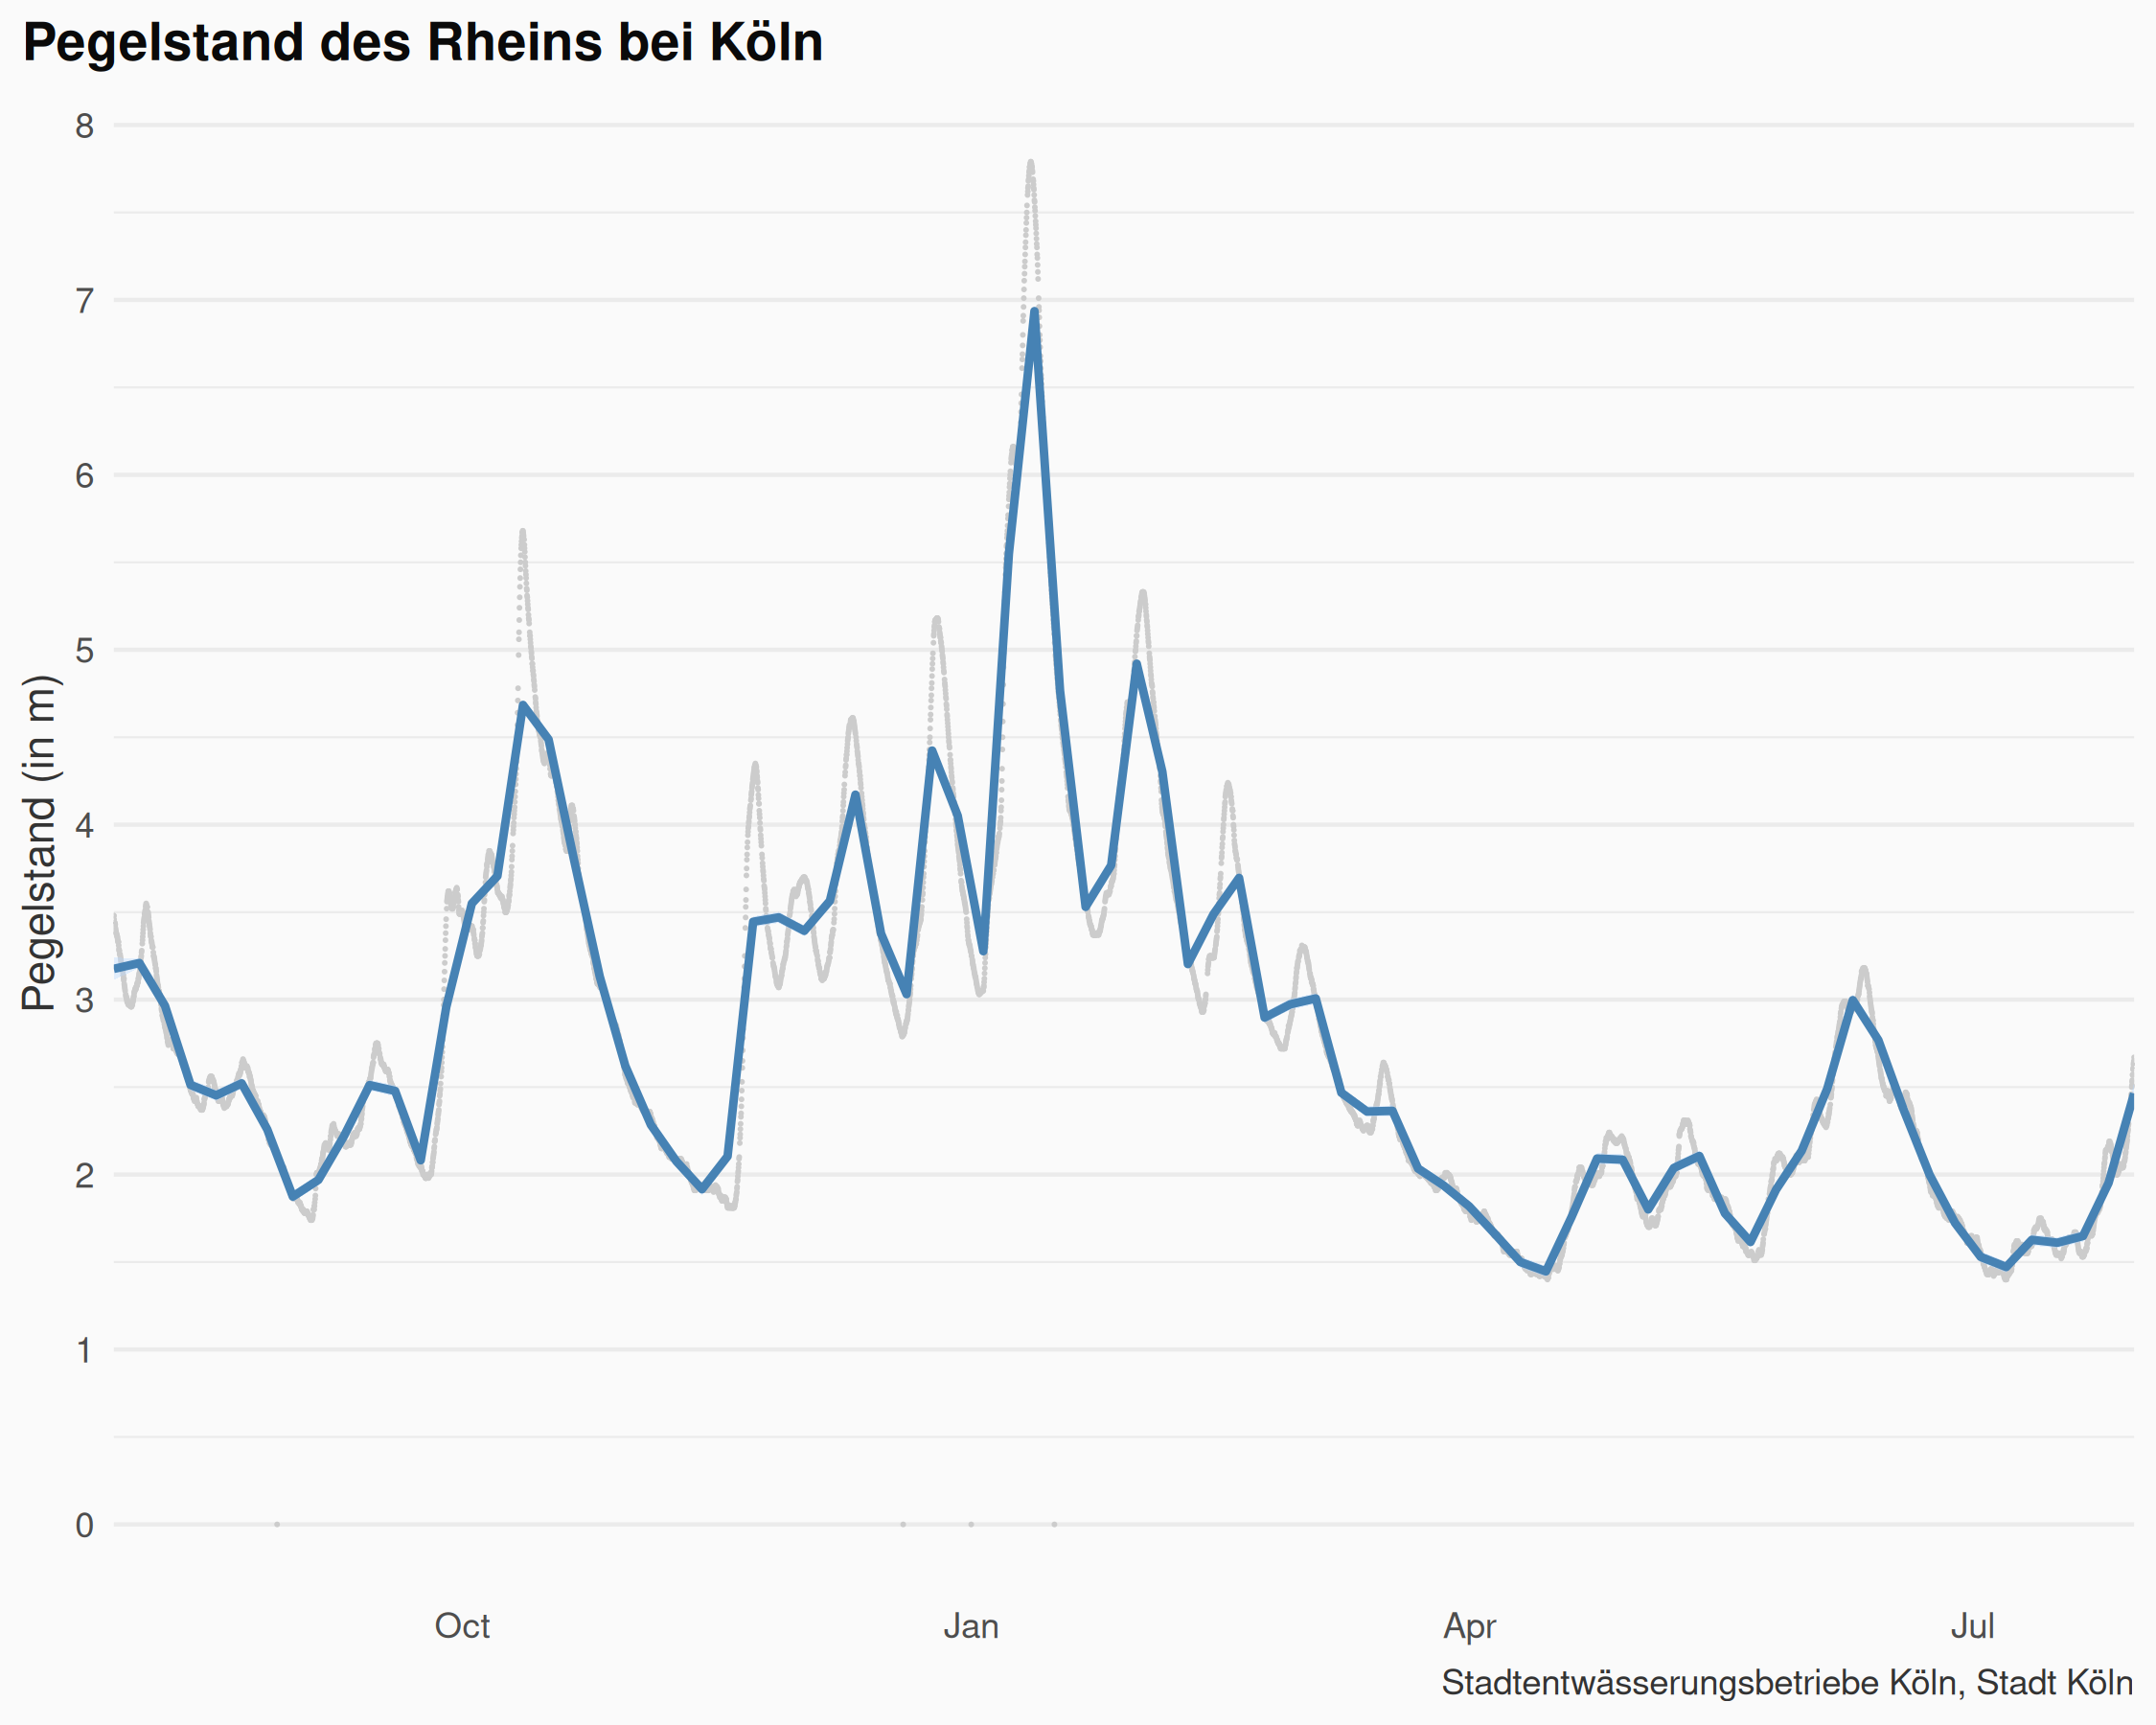 Pegelstand des Rheins bei Köln
Pegelstand (in m)
8
7
6
5
4
3
2
1
0
Oct Jan Apr Jul
Stadtentwässerungsbetriebe Köln, Stadt Köln